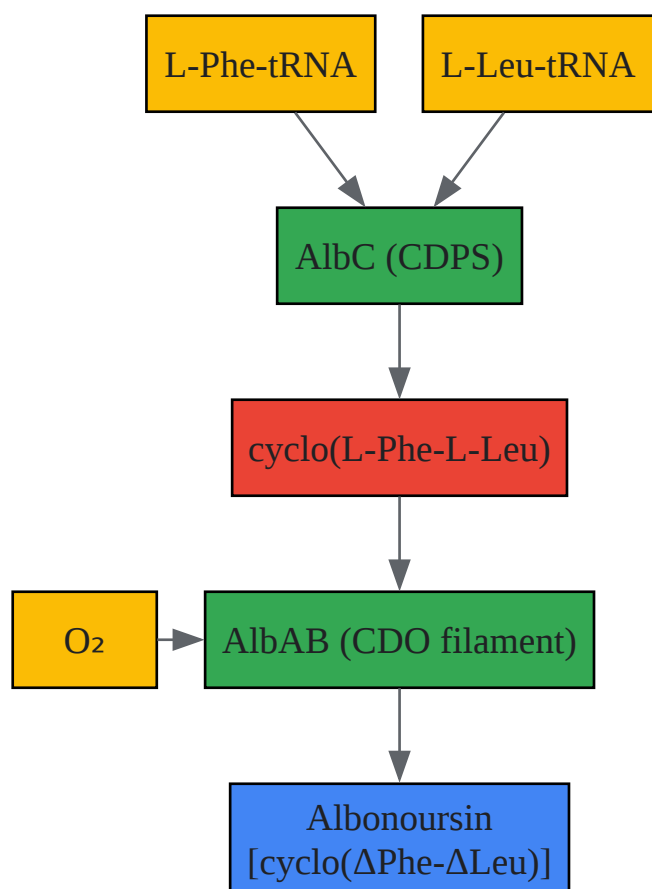 L-Phe-tRNA
L-Leu-tRNA
AlbC (CDPS)
cyclo(L-Phe-L-Leu)
O₂
AlbAB (CDO filament)
Albonoursin
[cyclo(ΔPhe-ΔLeu)]